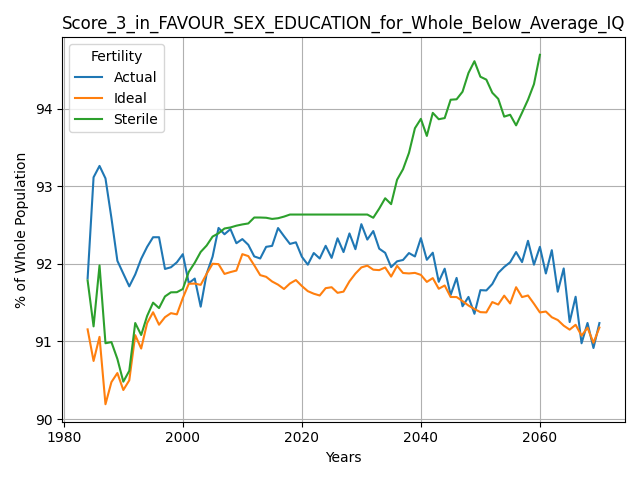 Score_3_in_FAVOUR_SEX_EDUCATION_for_Whole_Below_Average_IQ
Fertility
Actual
Ideal
Sterile
% of Whole Population
94
93
92
91
90
1980
2000
2020
2040
2060
Years